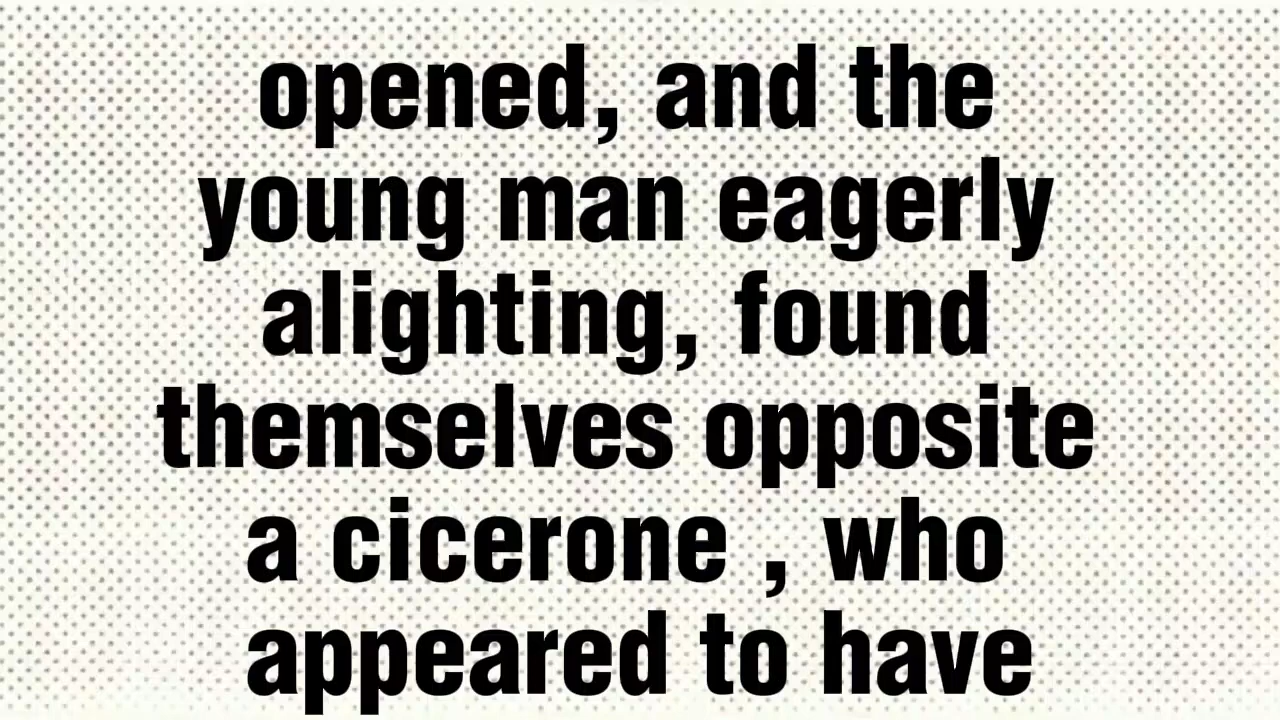 opened, and the
young man eagerly
alighting, found
themselves opposite
a cicerone , who
appeared to have